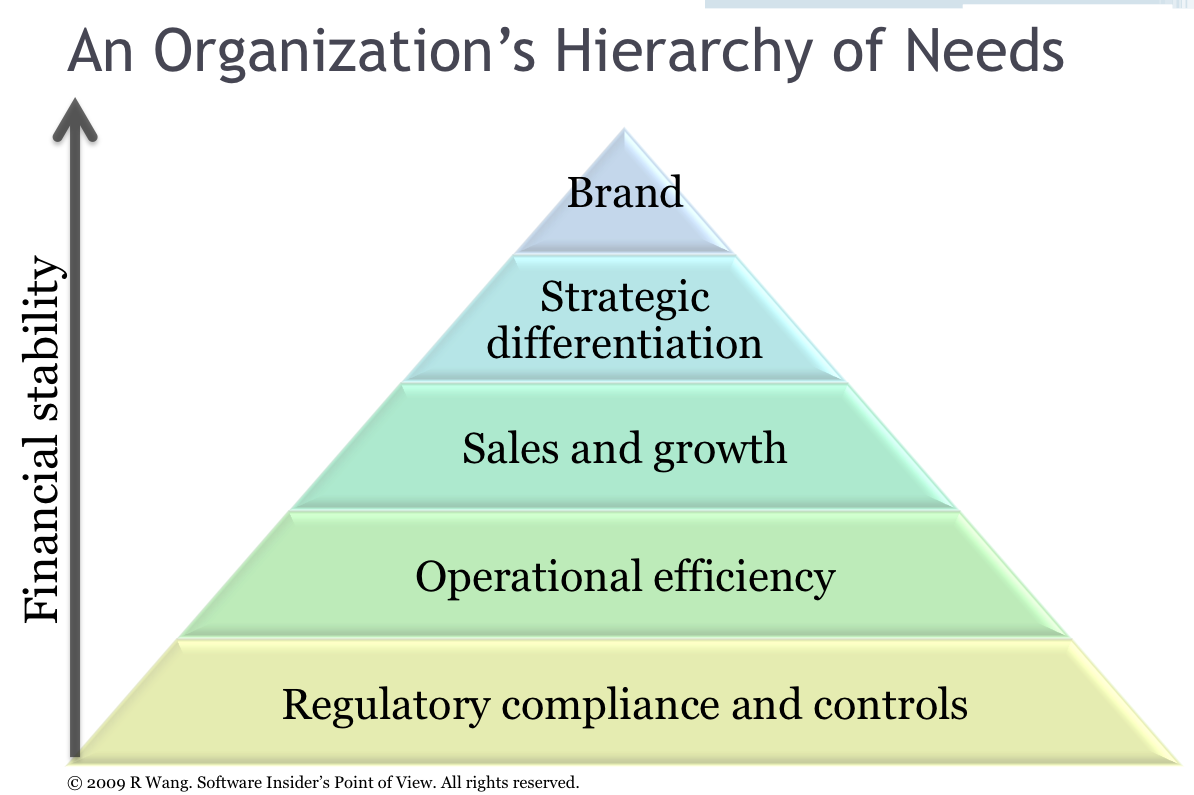 An Organization’s Hierarchy of Needs
Financial stability
Brand
Strategic
differentiation
Sales and growth
Operational efficiency
Regulatory compliance and controls
© 2009 R Wang. Software Insider’s Point of View. All rights reserved.